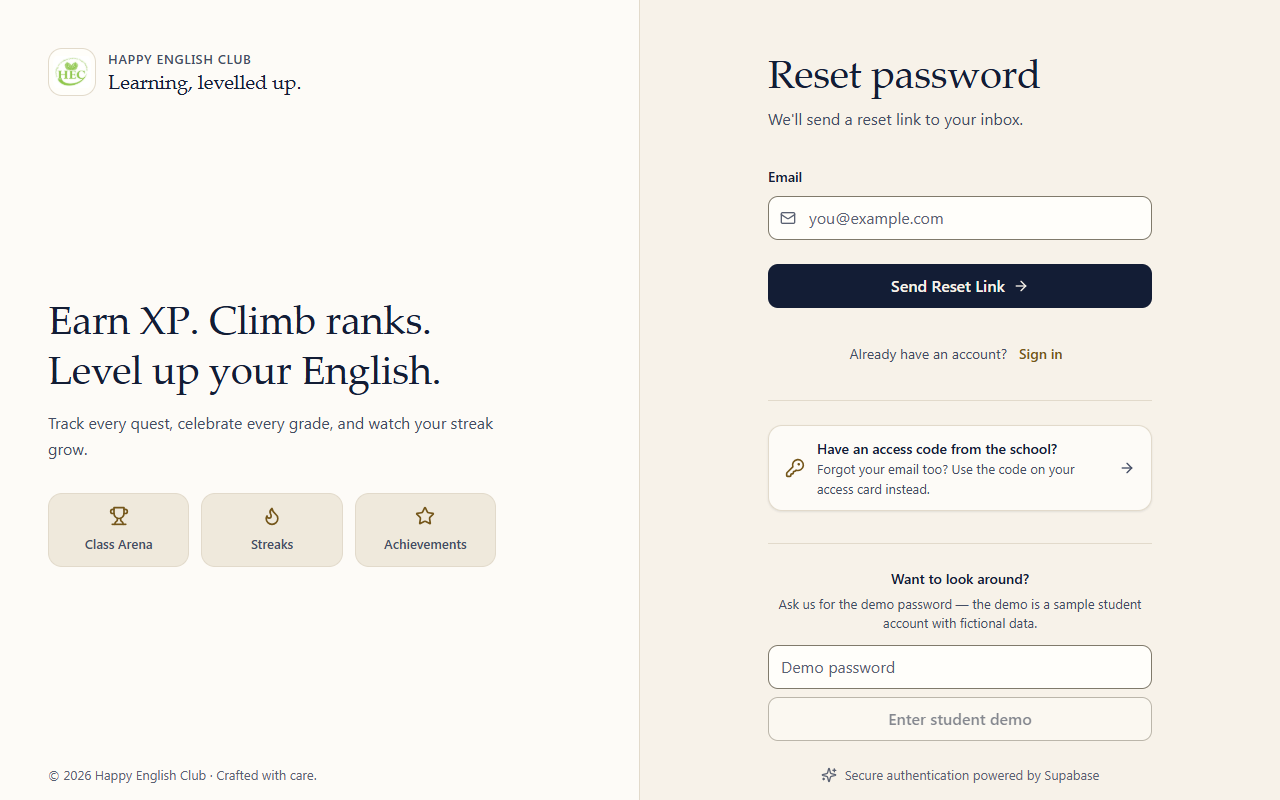 HEC
HAPPY ENGLISH CLUB
Learning, levelled up.
Earn XP. Climb ranks.
Level up your English.
Track every quest, celebrate every grade, and watch your streak
grow.
Class Arena
Streaks
Achievements
© 2026 Happy English Club · Crafted with care.
Reset password
We'll send a reset link to your inbox.
Email
you@example.com
Send Reset Link →
Already have an account? Sign in
Have an access code from the school?
Forgot your email too? Use the code on your
access card instead.
Want to look around?
Ask us for the demo password — the demo is a sample student
account with fictional data.
Demo password
Enter student demo
Secure authentication powered by Supabase